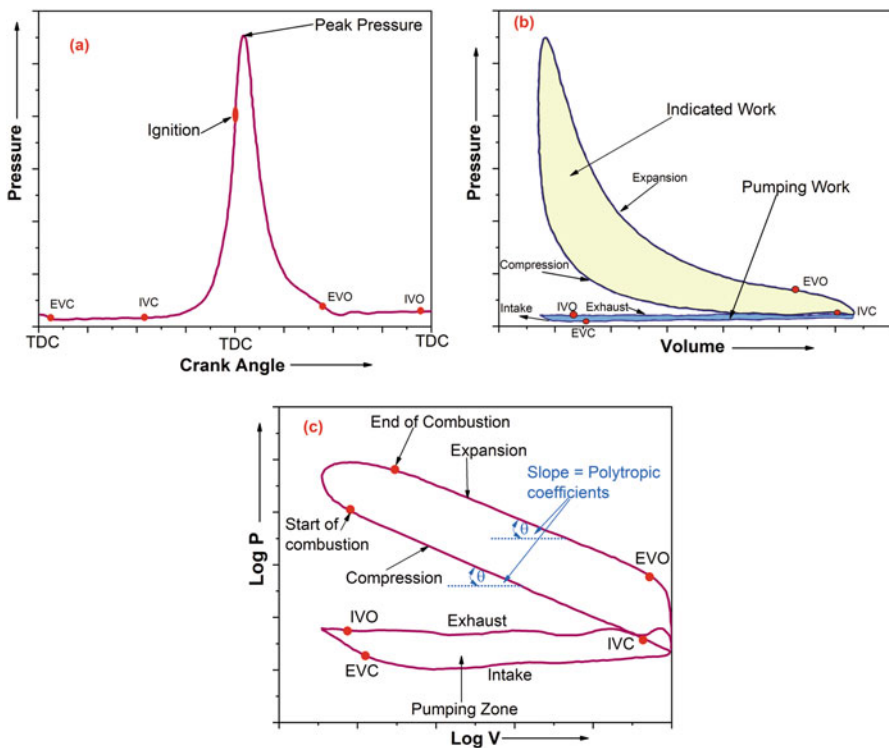 (a)
Peak Pressure
Ignition
EVC
IVC
EVO
IVO
TDC
TDC
TDC
Pressure
Crank Angle
(b)
Indicated Work
Expansion
Pumping Work
Compression
EVO
Intake
IVO
Exhaust
IVC
EVC
Pressure
Volume
(c)
End of Combustion
Expansion
Slope = Polytropic
coefficients
θ
Start of
combustion
θ
Compression
EVO
IVO
Exhaust
IVC
EVC
Intake
Pumping Zone
Log P
Log V